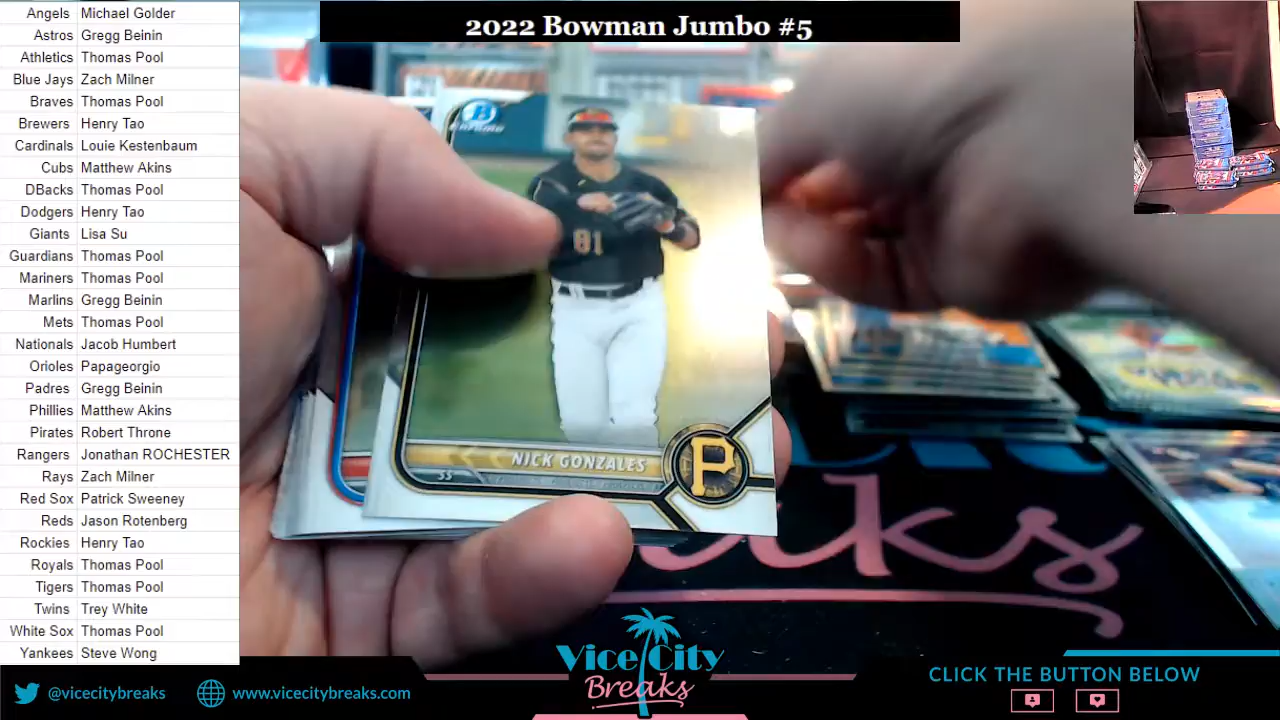 2022 Bowman Jumbo #5
Angels Michael Golder
Astros Gregg Beinin
Athletics Thomas Pool
Blue Jays Zach Milner
Braves Thomas Pool
Brewers Henry Tao
Cardinals Louie Kestenbaum
Cubs Matthew Akins
DBacks Thomas Pool
Dodgers Henry Tao
Giants Lisa Su
Guardians Thomas Pool
Mariners Thomas Pool
Marlins Gregg Beinin
Mets Thomas Pool
Nationals Jacob Humbert
Orioles Papageorgio
Padres Gregg Beinin
Phillies Matthew Akins
Pirates Robert Throne
Rangers Jonathan ROCHESTER
Rays Zach Milner
Red Sox Patrick Sweeney
Reds Jason Rotenberg
Rockies Henry Tao
Royals Thomas Pool
Tigers Thomas Pool
Twins Trey White
White Sox Thomas Pool
Yankees Steve Wong
B
Chrome
81
NICK GONZALES
SS
P
Vice City
Breaks
@vicecitybreaks
www.vicecitybreaks.com
CLICK THE BUTTON BELOW